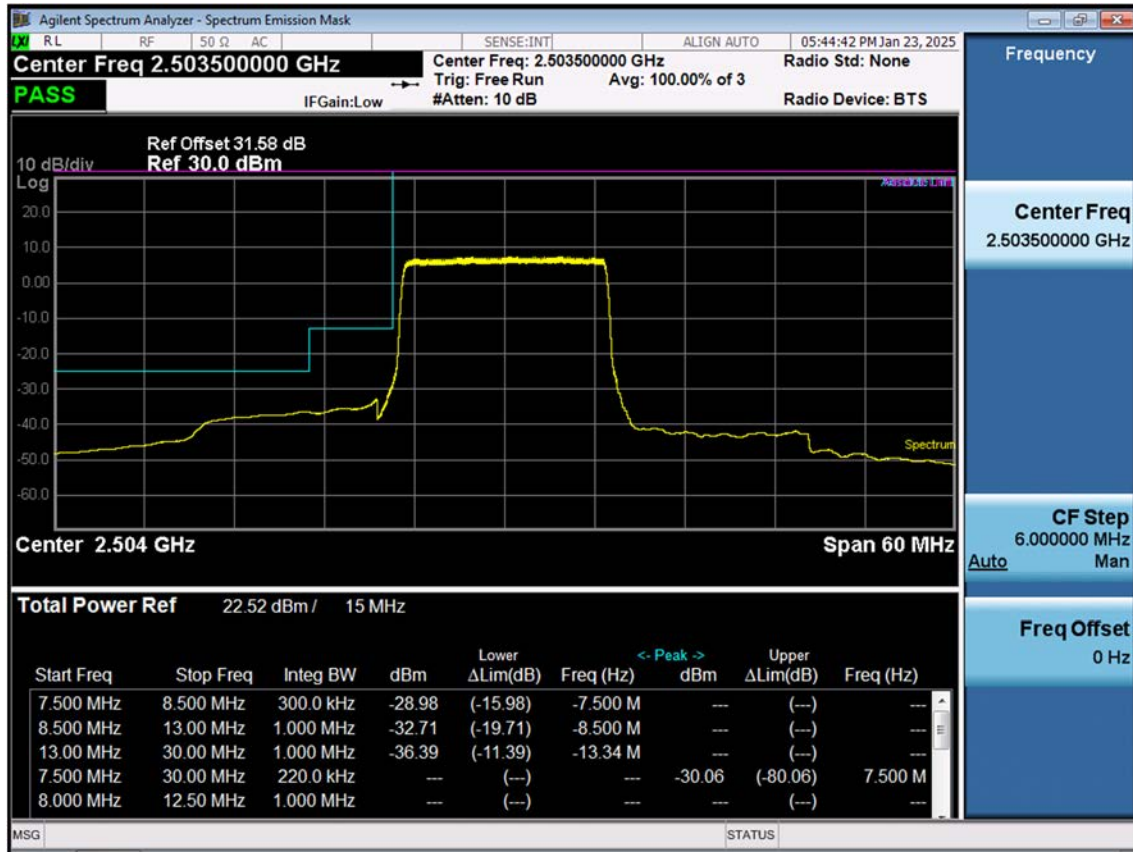 Agilent Spectrum Analyzer - Spectrum Emission Mask
LXI RL RF 50 Ω AC SENSE:INT ALIGN AUTO 05:44:42 PM Jan 23, 2025
Center Freq 2.503500000 GHz Center Freq: 2.503500000 GHz Radio Std: None
Trig: Free Run Avg: 100.00% of 3
PASS IFGain:Low #Atten: 10 dB Radio Device: BTS
Ref Offset 31.58 dB
10 dB/div Ref 30.0 dBm
Log Absolute Limit
20.0
10.0
0.00
-10.0
-20.0
-30.0
-40.0
Spectrum
-50.0
-60.0
Center 2.504 GHz Span 60 MHz
Total Power Ref 22.52 dBm / 15 MHz
Lower <- Peak -> Upper
Start Freq Stop Freq Integ BW dBm ΔLim(dB) Freq (Hz) dBm ΔLim(dB) Freq (Hz)
7.500 MHz 8.500 MHz 300.0 kHz -28.98 (-15.98) -7.500 M --- (---) ---
8.500 MHz 13.00 MHz 1.000 MHz -32.71 (-19.71) -8.500 M --- (---) ---
13.00 MHz 30.00 MHz 1.000 MHz -36.39 (-11.39) -13.34 M --- (---) ---
7.500 MHz 30.00 MHz 220.0 kHz --- (---) --- -30.06 (-80.06) 7.500 M
8.000 MHz 12.50 MHz 1.000 MHz --- (---) --- --- (---) ---
MSG STATUS
Frequency
Center Freq
2.503500000 GHz
CF Step
6.000000 MHz
Auto Man
Freq Offset
0 Hz